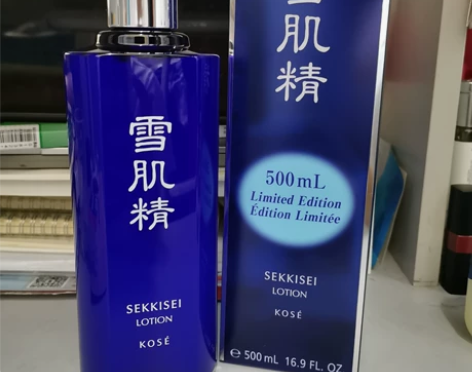 雪
肌
精
SEKKISEI
LOTION
KOSÉ
雪
肌
精
500mL
Limited Edition
Édition Limitée
SEKKISEI
LOTION
KOSÉ
℮ 500 mL 16.9 FL. OZ